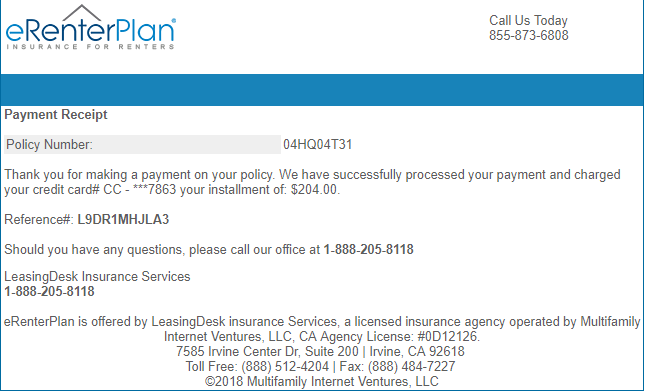 eRenterPlan®
INSURANCE FOR RENTERS
Call Us Today
855-873-6808
Payment Receipt
Policy Number: 04HQ04T31
Thank you for making a payment on your policy. We have successfully processed your payment and charged
your credit card# CC - ***7863 your installment of: $204.00.
Reference#: L9DR1MHJLA3
Should you have any questions, please call our office at 1-888-205-8118
LeasingDesk Insurance Services
1-888-205-8118
eRenterPlan is offered by LeasingDesk insurance Services, a licensed insurance agency operated by Multifamily
Internet Ventures, LLC, CA Agency License: #0D12126.
7585 Irvine Center Dr, Suite 200 | Irvine, CA 92618
Toll Free: (888) 512-4204 | Fax: (888) 484-7227
©2018 Multifamily Internet Ventures, LLC